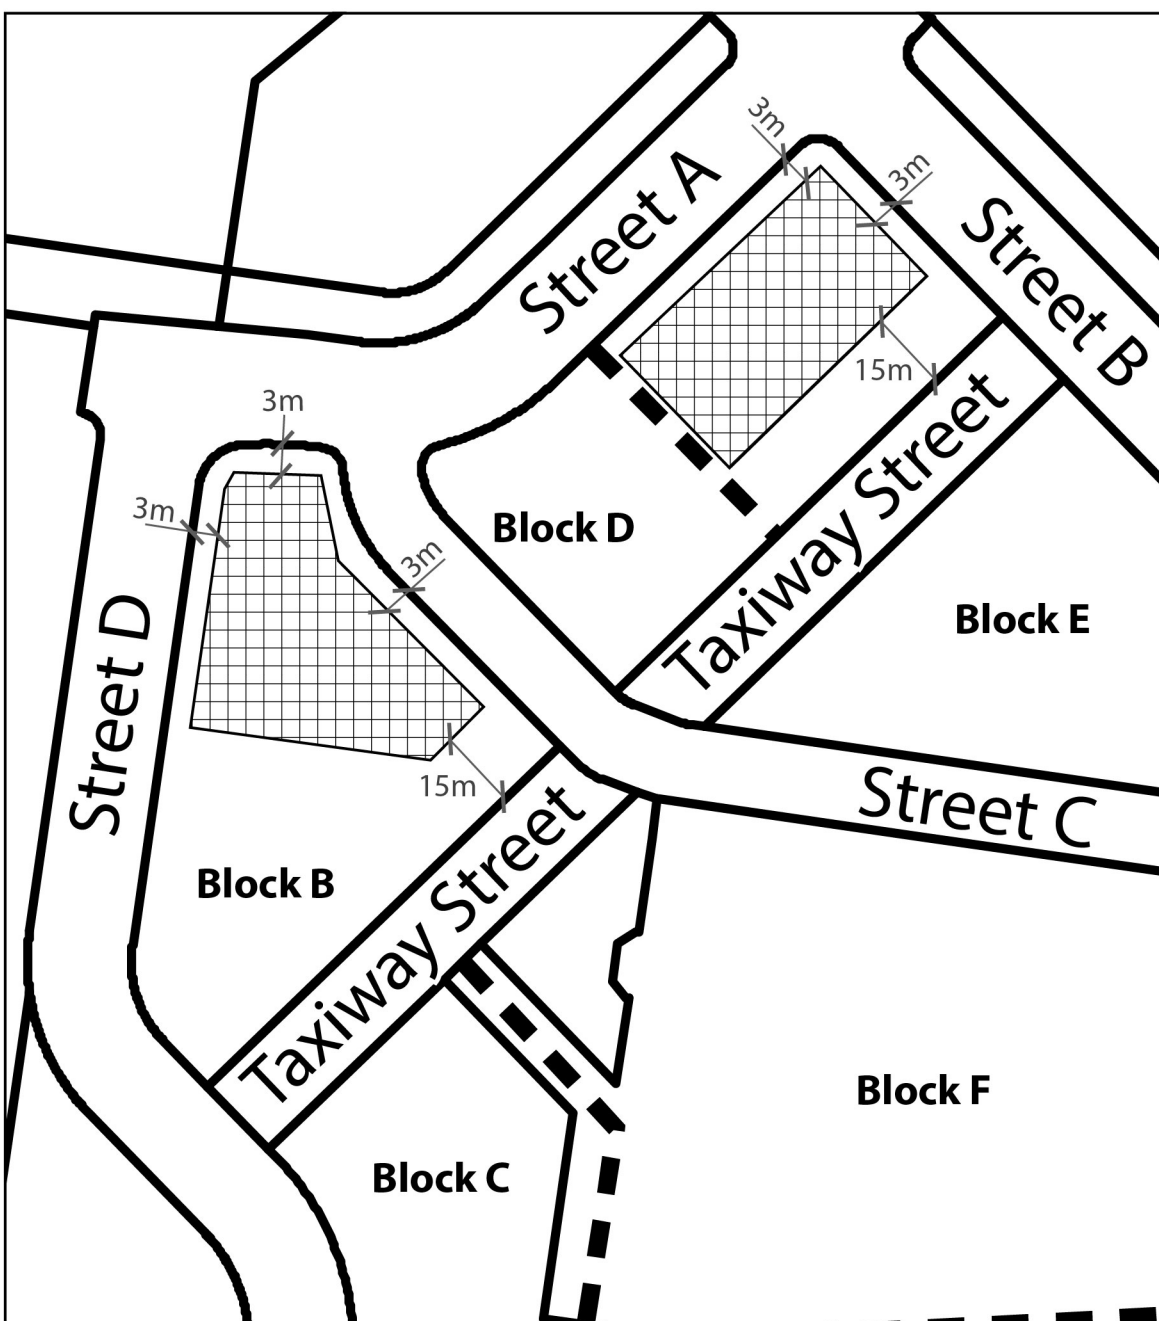 3m
Street A
3m
Street B
15m
3m
3m
Block D
3m
Taxiway Street
Block E
Street D
15m
Street C
Block B
Taxiway Street
Block F
Block C